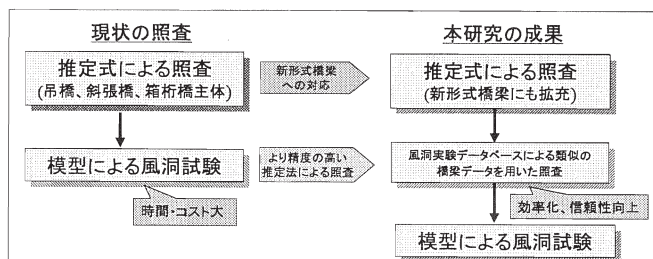 現状の照査
推定式による照査
(吊橋、斜張橋、箱桁橋主体)
模型による風洞試験
時間・コスト大
新形式橋梁
への対応
より精度の高い
推定法による照査
本研究の成果
推定式による照査
(新形式橋梁にも拡充)
風洞実験データベースによる類似の
橋梁データを用いた照査
効率化、信頼性向上
模型による風洞試験